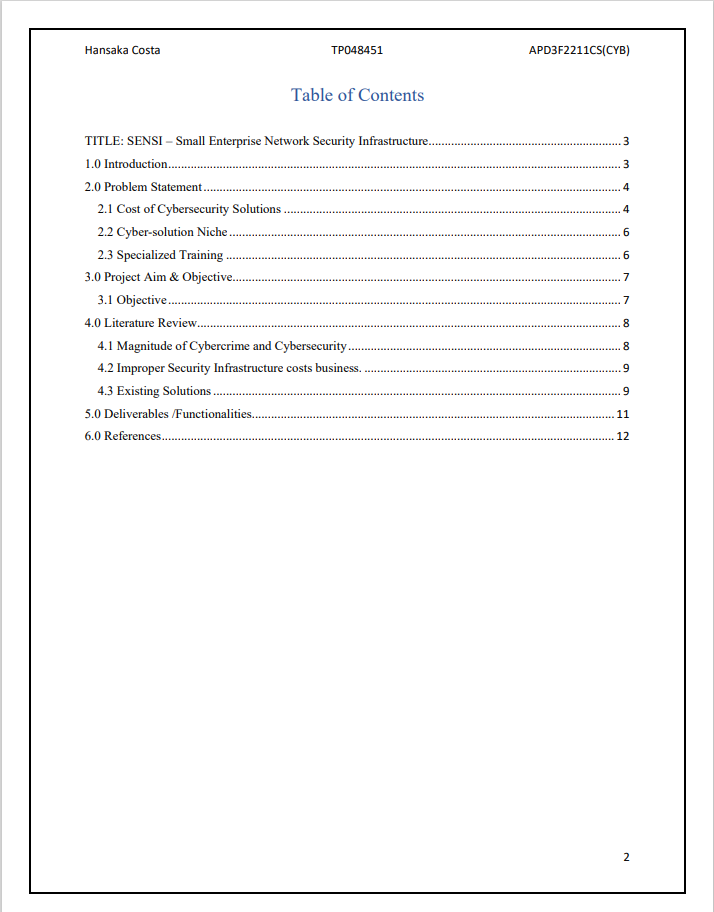 Hansaka Costa TP048451 APD3F2211CS(CYB)
Table of Contents
TITLE: SENSI – Small Enterprise Network Security Infrastructure............................................................ 3
1.0 Introduction............................................................ 3
2.0 Problem Statement............................................................ 4
2.1 Cost of Cybersecurity Solutions ............................................................ 4
2.2 Cyber-solution Niche............................................................ 6
2.3 Specialized Training ............................................................ 6
3.0 Project Aim & Objective............................................................ 7
3.1 Objective............................................................ 7
4.0 Literature Review............................................................ 8
4.1 Magnitude of Cybercrime and Cybersecurity............................................................ 8
4.2 Improper Security Infrastructure costs business. ............................................................ 9
4.3 Existing Solutions............................................................ 9
5.0 Deliverables /Functionalities............................................................ 11
6.0 References............................................................ 12
2